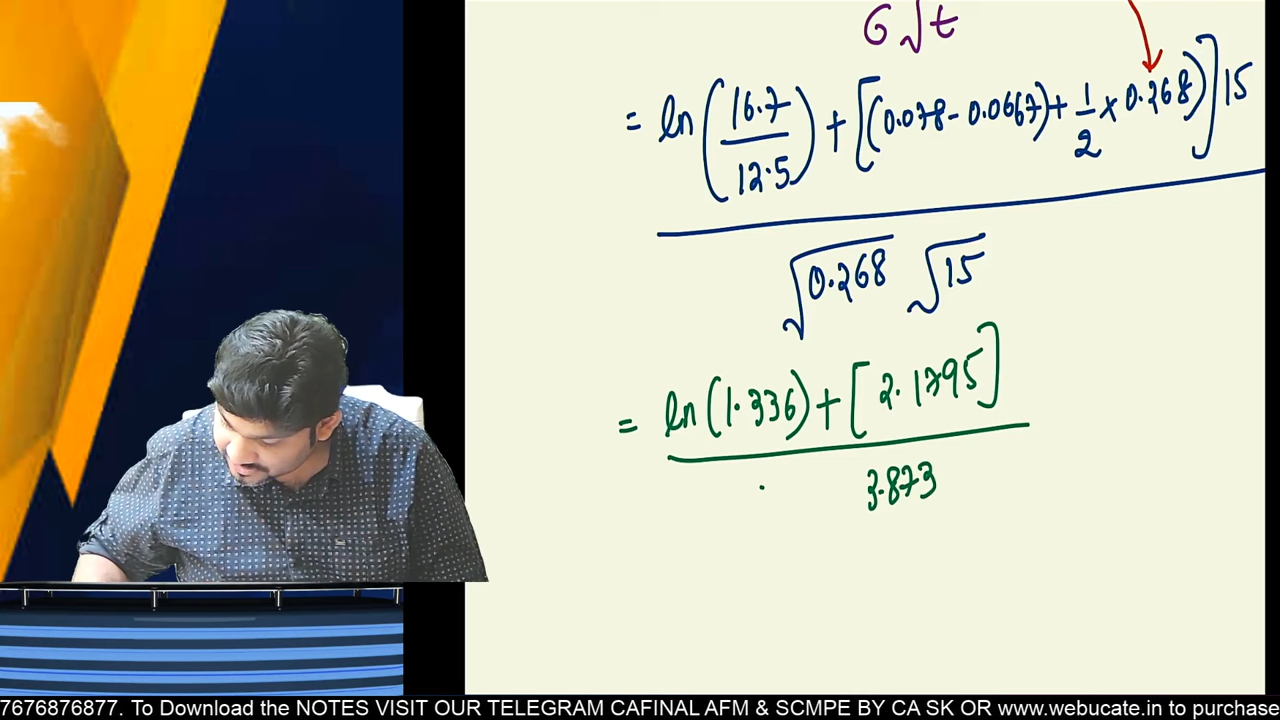 σ√t
= ln(16.7/12.5) + [(0.078 - 0.0667) + 1/2 × 0.268)] 15
√0.268 √15
= ln(1.336) + [2.1795]
3.873
7676876877. To Download the NOTES VISIT OUR TELEGRAM CAFINAL AFM & SCMPE BY CA SK OR www.webucate.in to purchase